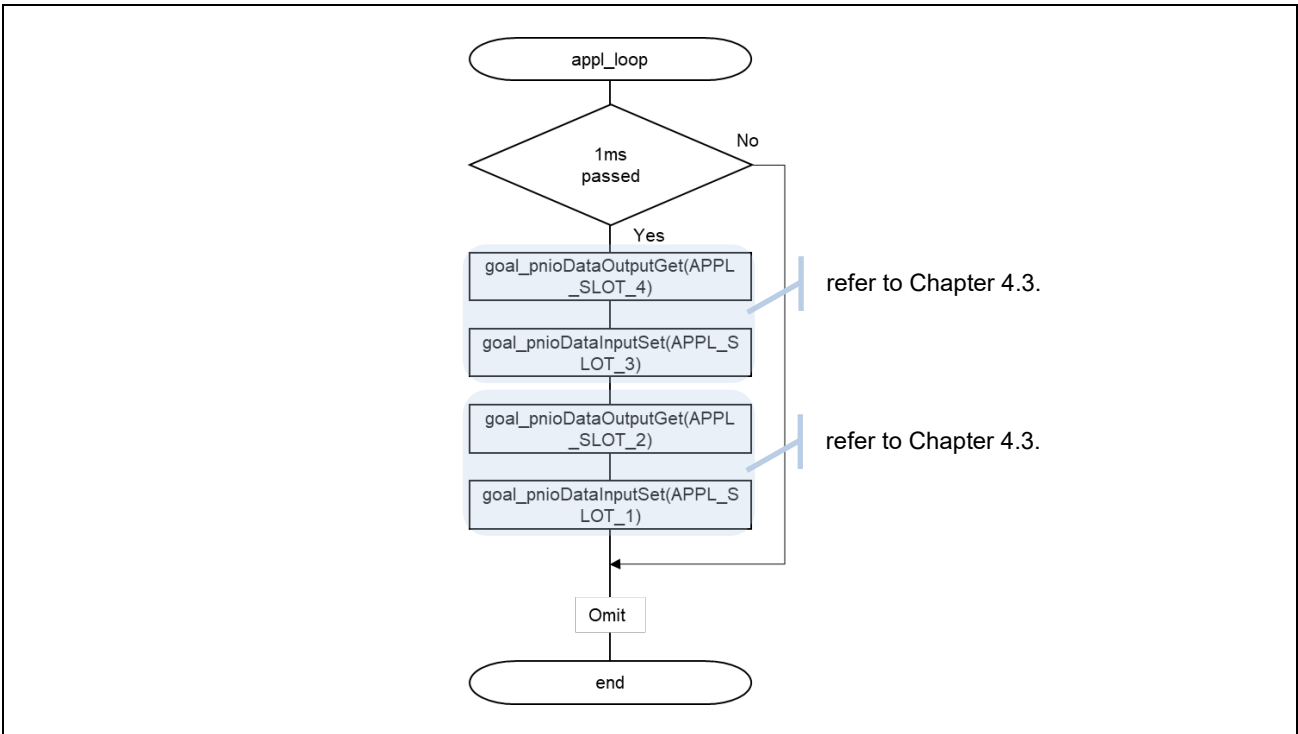 appl_loop
No
1ms
passed
Yes
goal_pnioDataOutputGet(APPL
_SLOT_4)
refer to Chapter 4.3.
goal_pnioDataInputSet(APPL_S
LOT_3)
goal_pnioDataOutputGet(APPL
_SLOT_2)
refer to Chapter 4.3.
goal_pnioDataInputSet(APPL_S
LOT_1)
Omit
end